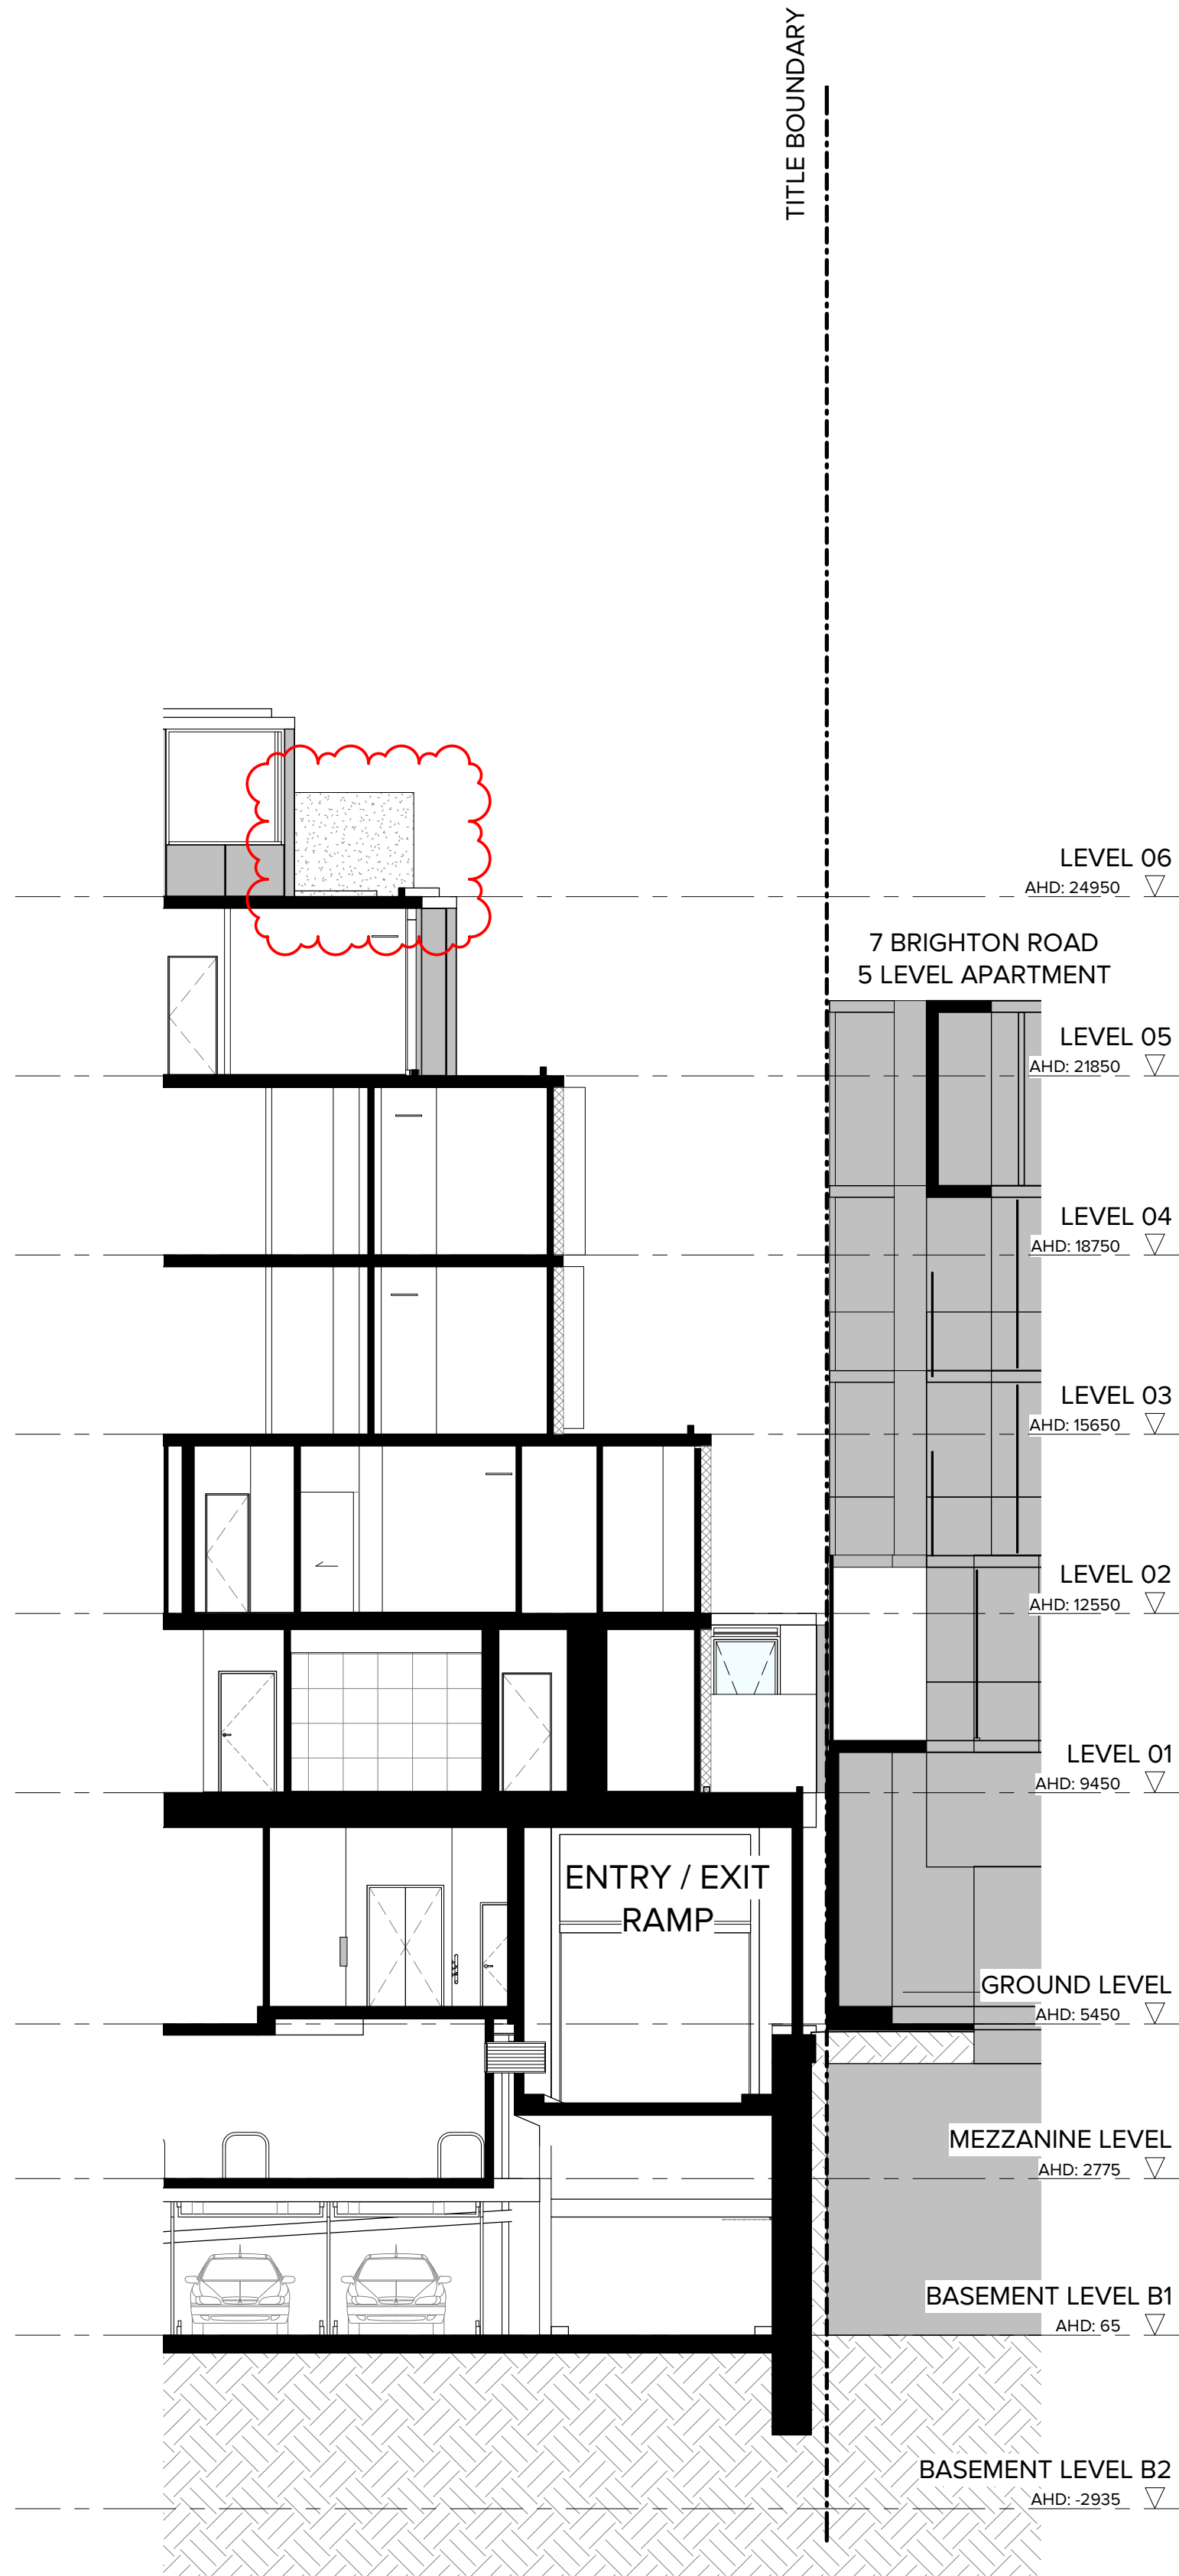 TITLE BOUNDARY
LEVEL 06
AHD: 24950
7 BRIGHTON ROAD
5 LEVEL APARTMENT
LEVEL 05
AHD: 21850
LEVEL 04
AHD: 18750
LEVEL 03
AHD: 15650
LEVEL 02
AHD: 12550
LEVEL 01
AHD: 9450
ENTRY / EXIT
RAMP
GROUND LEVEL
AHD: 5450
MEZZANINE LEVEL
AHD: 2775
BASEMENT LEVEL B1
AHD: 65
BASEMENT LEVEL B2
AHD: -2935